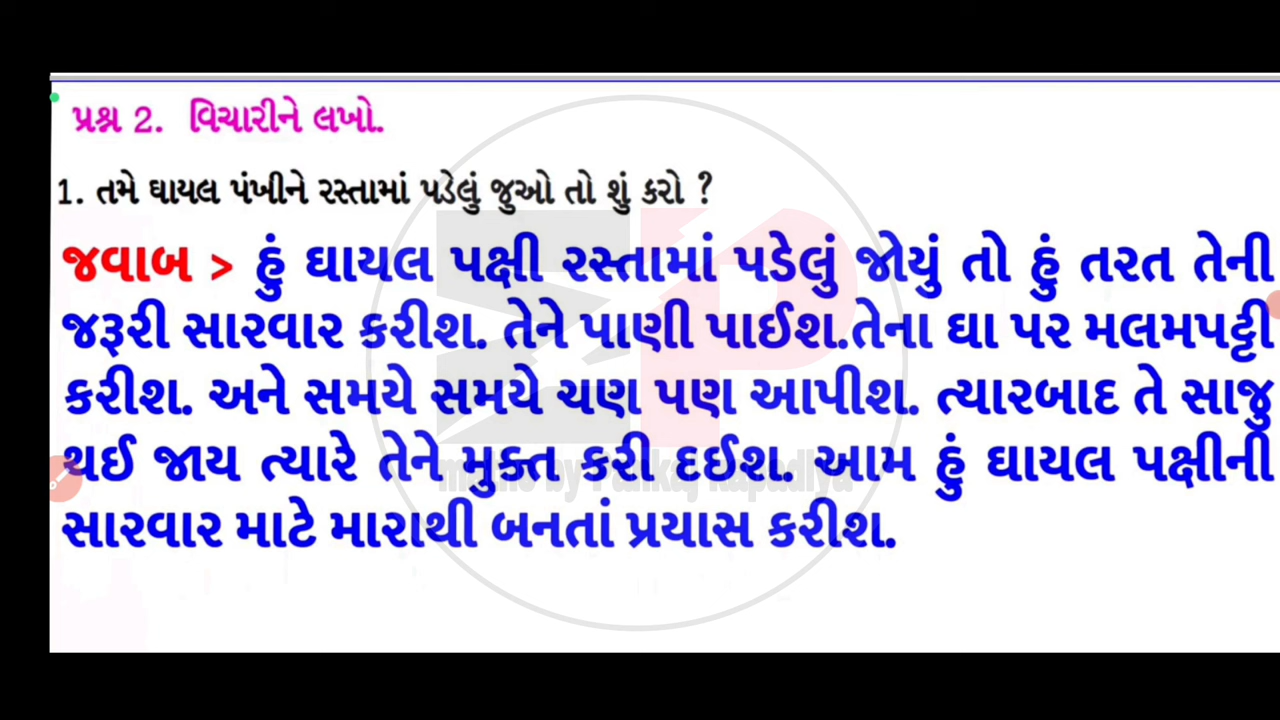 પ્રશ્ન 2. વિચારીને લખો.
1. તમે ઘાયલ પંખીને રસ્તામાં પડેલું જુઓ તો શું કરો ?
જવાબ > હું ઘાયલ પક્ષી રસ્તામાં પડેલું જોયું તો હું તરત તેની
જરૂરી સારવાર કરીશ. તેને પાણી પાઈશ.તેના ઘા પર મલમપટ્ટી
કરીશ. અને સમયે સમયે ચણ પણ આપીશ. ત્યારબાદ તે સાજુ
થઈ જાય ત્યારે તેને મુક્ત કરી દઈશ. આમ હું ઘાયલ પક્ષીની
સારવાર માટે મારાથી બનતાં પ્રયાસ કરીશ.